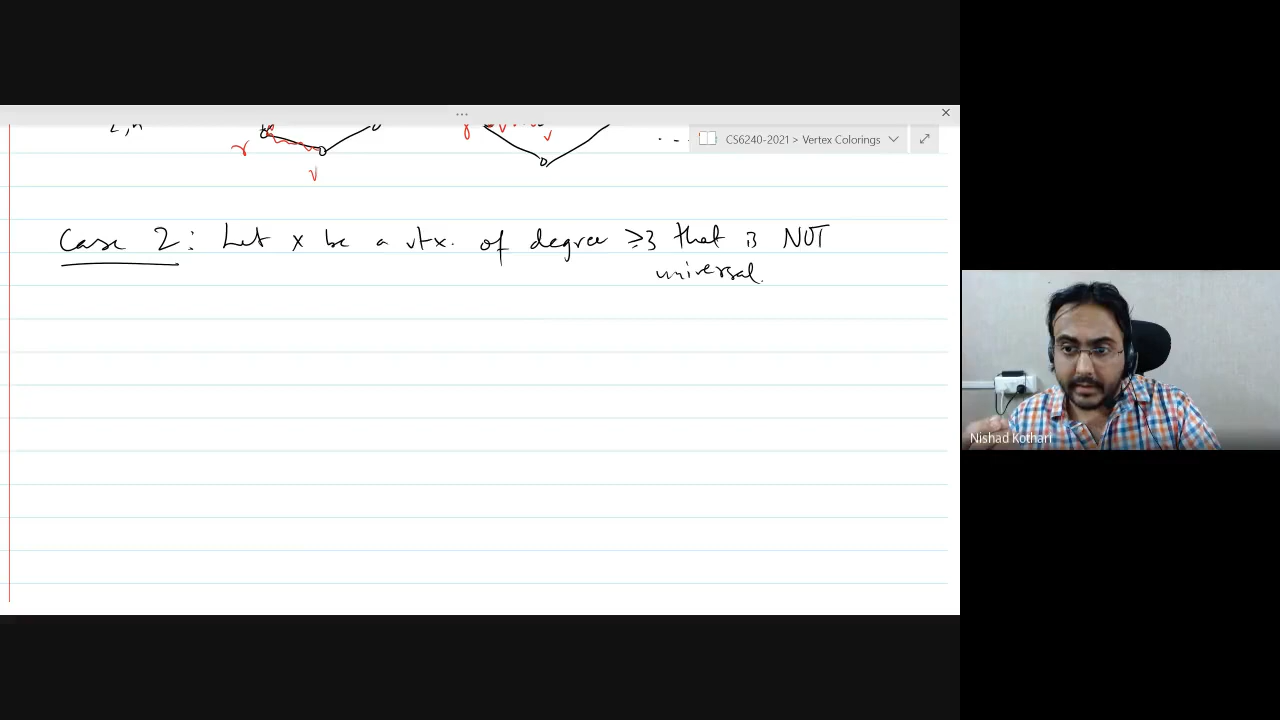 CS6240-2021 > Vertex Colorings
r
v
r
v
Case 2: Let x be a vtx. of degree ≥3 that is NOT
universal.
Nishad Kothari